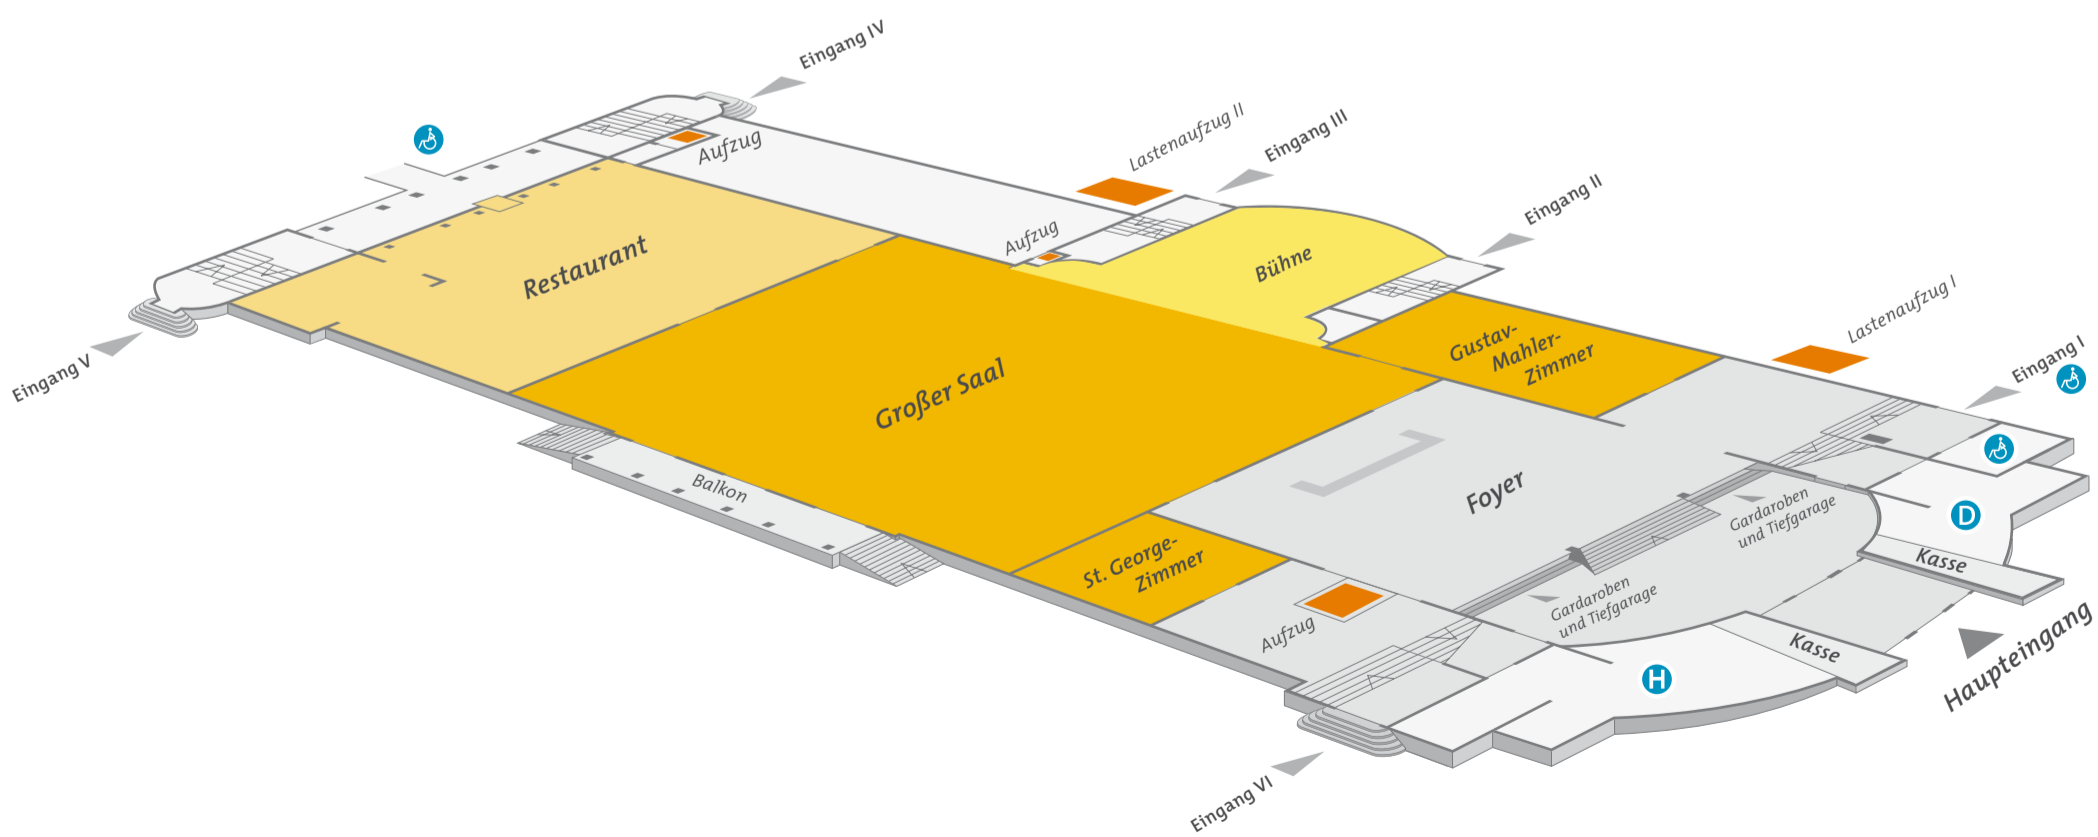 Eingang IV
Aufzug
Lastenaufzug II
Eingang III
Eingang II
Aufzug
Bühne
Restaurant
Eingang V
Großer Saal
Gustav-
Mahler-
Zimmer
Lastenaufzug I
Eingang I
Balkon
Foyer
Gardaroben
und Tiefgarage
D
Kasse
St. George-
Zimmer
Aufzug
Gardaroben
und Tiefgarage
Kasse
H
Haupteingang
Eingang VI